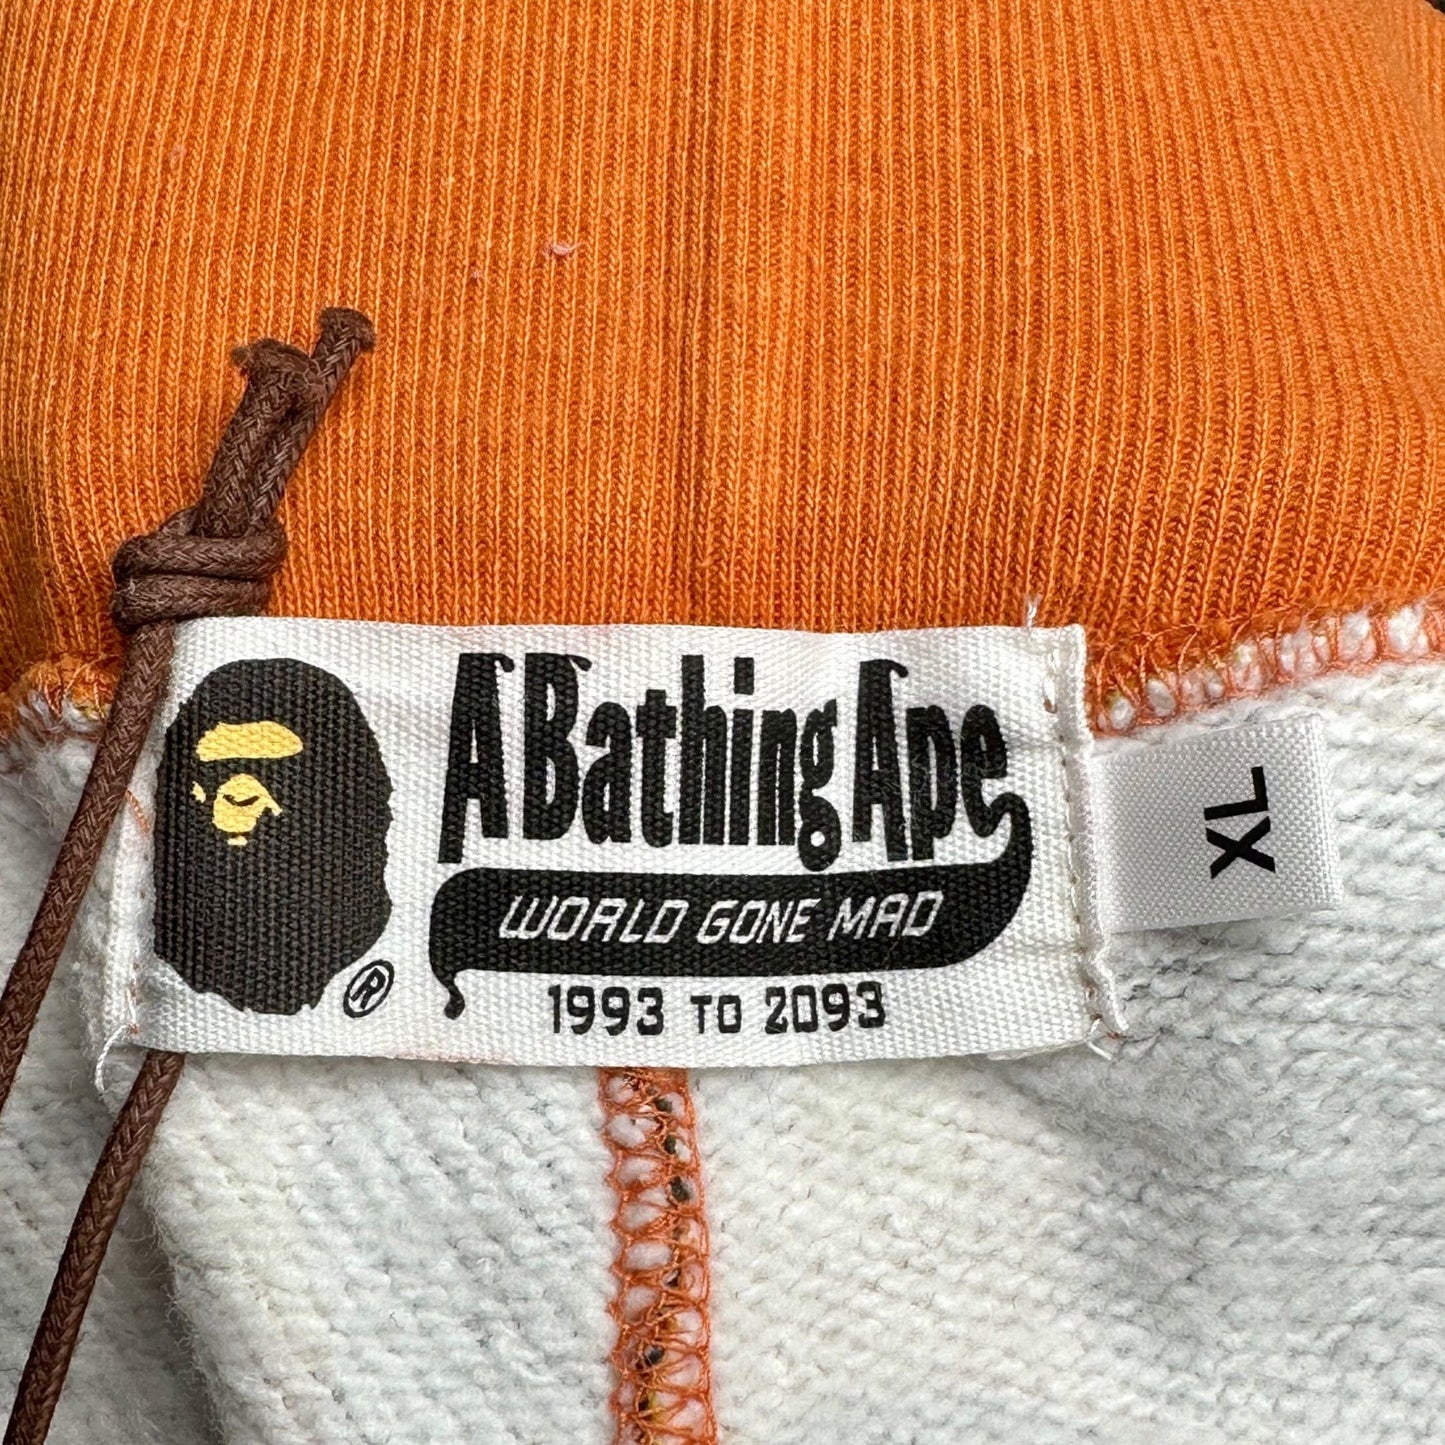 A Bathing Ape
WORLD GONE MAD
1993 TO 2093
®
XL